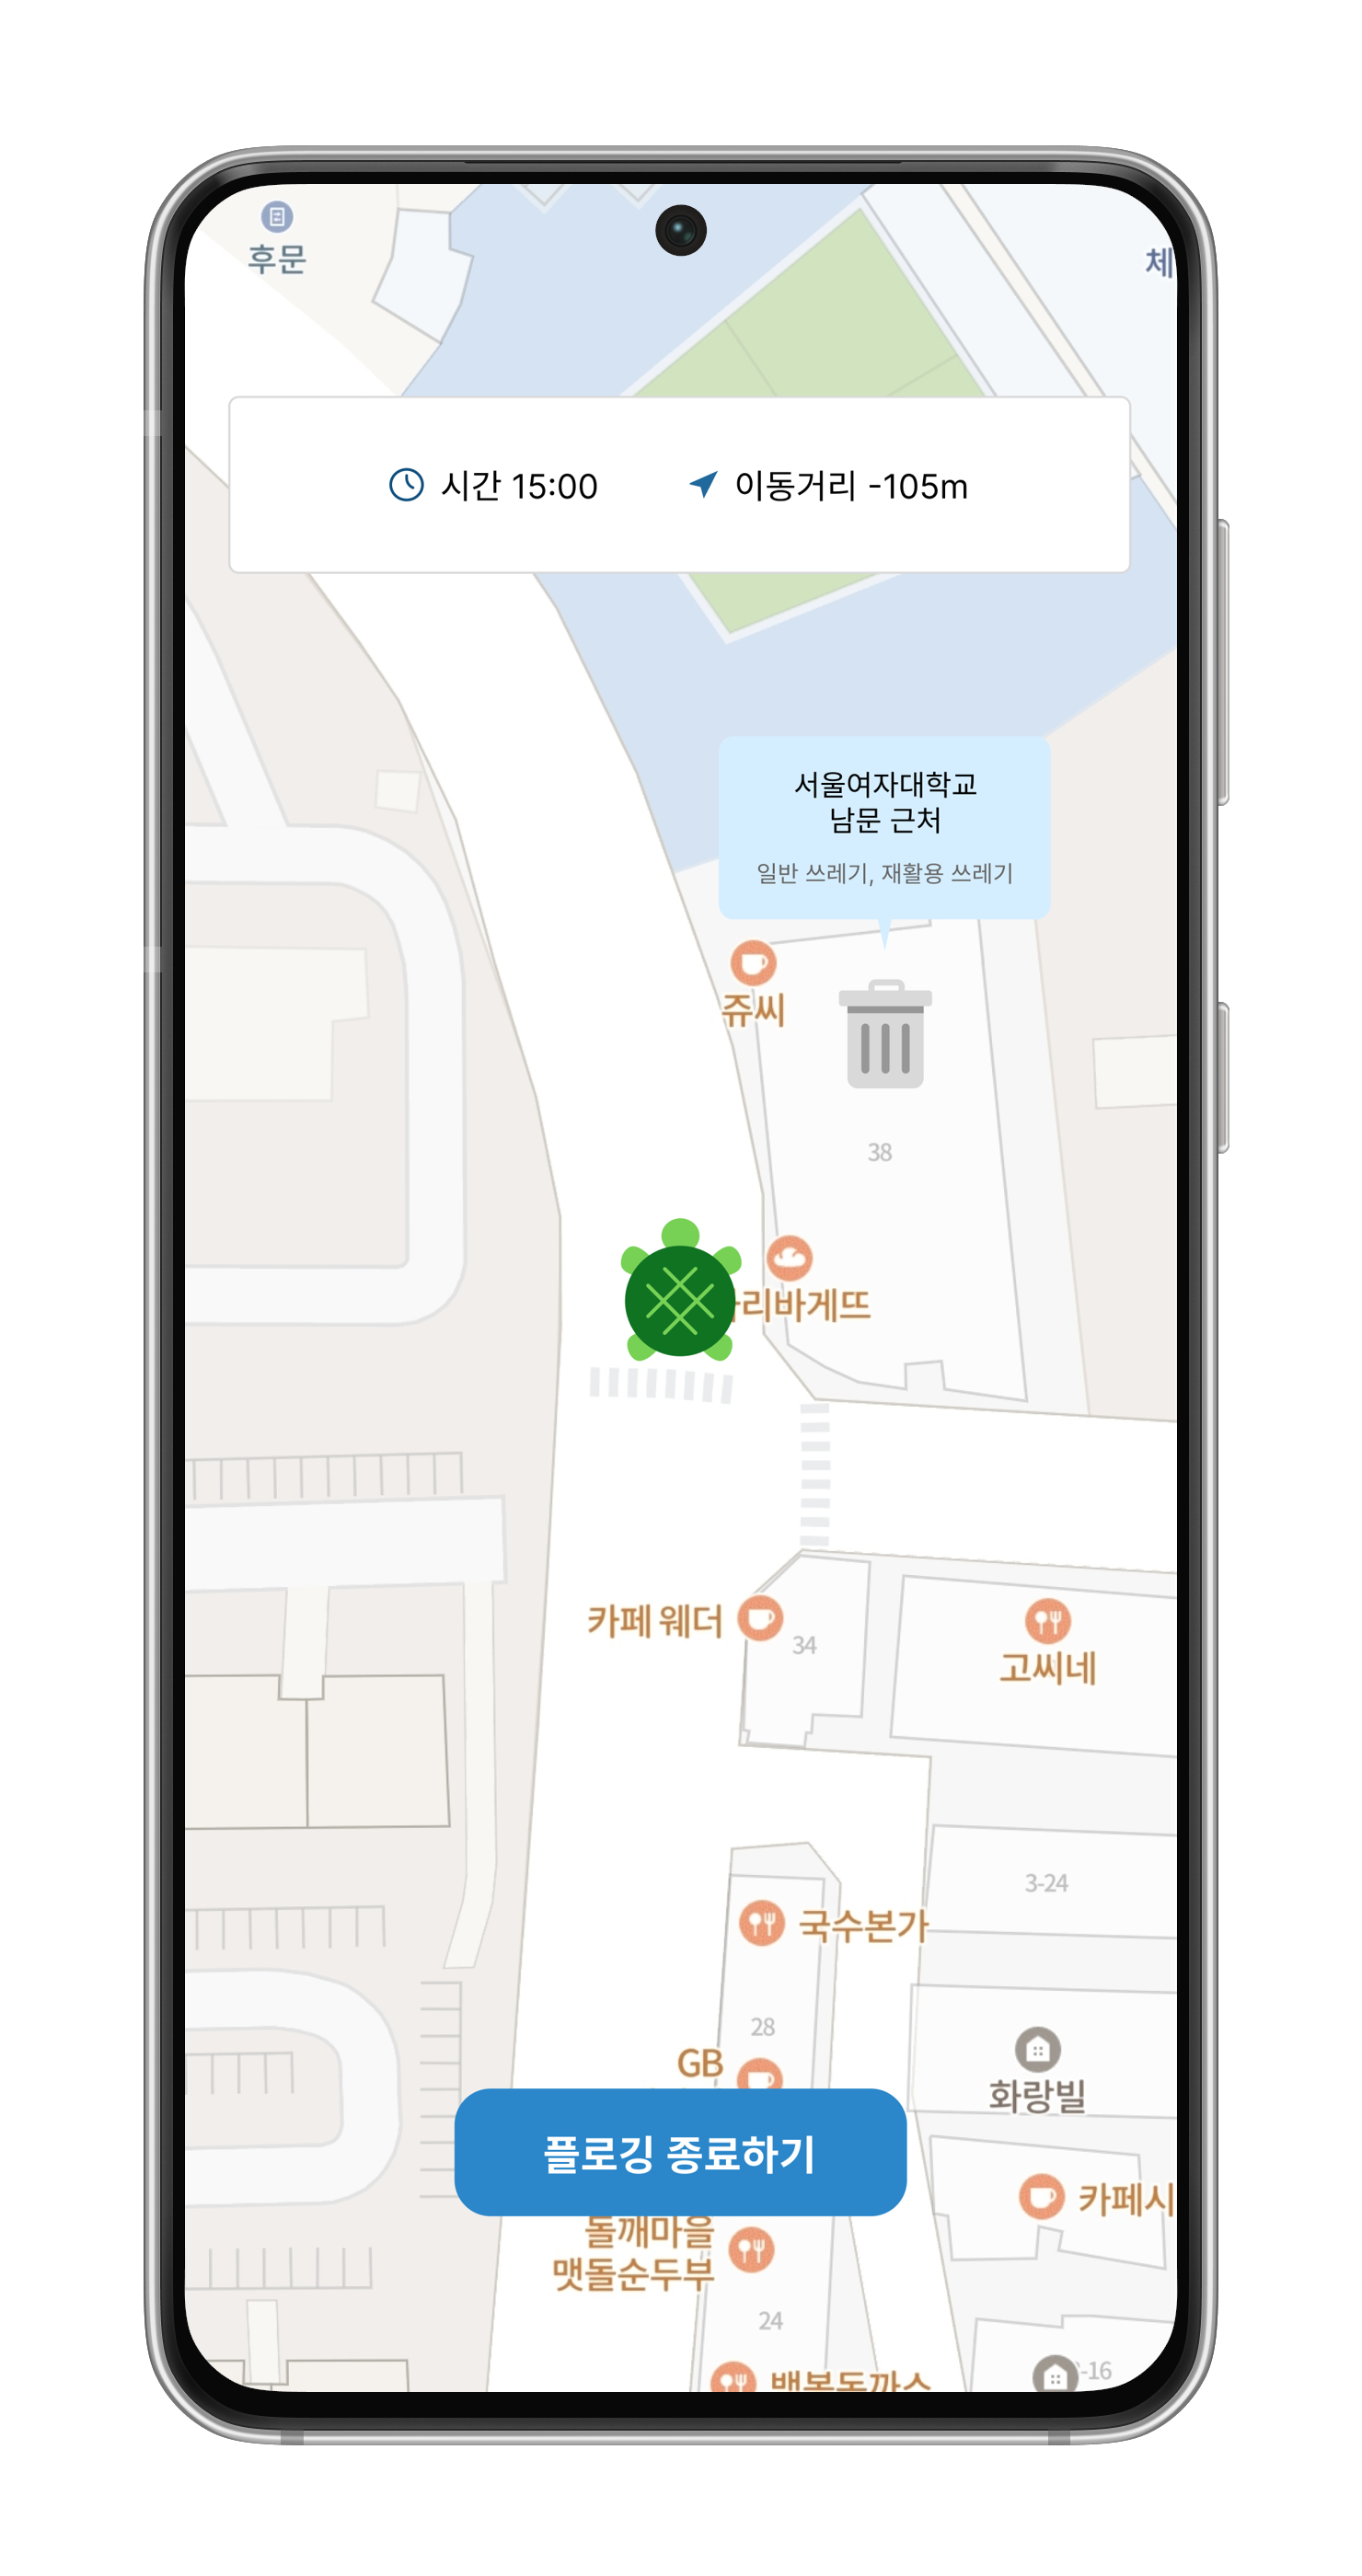 후문
체
시간 15:00
이동거리 -105m
서울여자대학교
남문 근처
일반 쓰레기, 재활용 쓰레기
쥬씨
38
리바게뜨
카페 웨더
34
고씨네
3-24
국수본가
28
GB
화랑빌
플로깅 종료하기
카페시
돌깨마을
맷돌순두부
24
-16